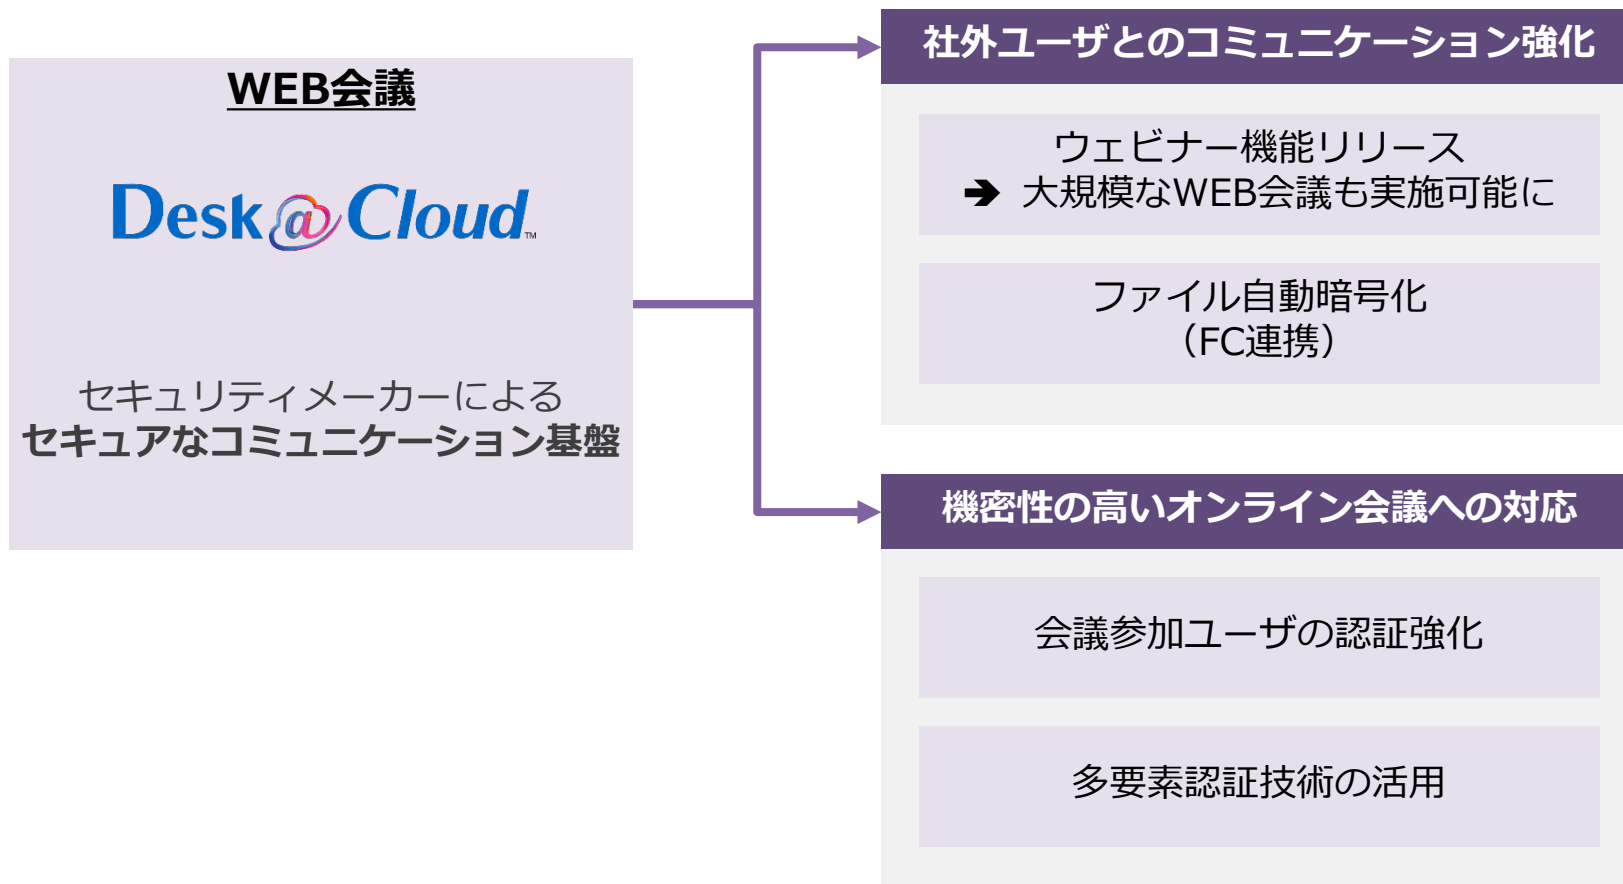 WEB会議
Desk@Cloud™
セキュリティメーカーによる
セキュアなコミュニケーション基盤
社外ユーザとのコミュニケーション強化
ウェビナー機能リリース
➔ 大規模なWEB会議も実施可能に
ファイル自動暗号化
（FC連携）
機密性の高いオンライン会議への対応
会議参加ユーザの認証強化
多要素認証技術の活用